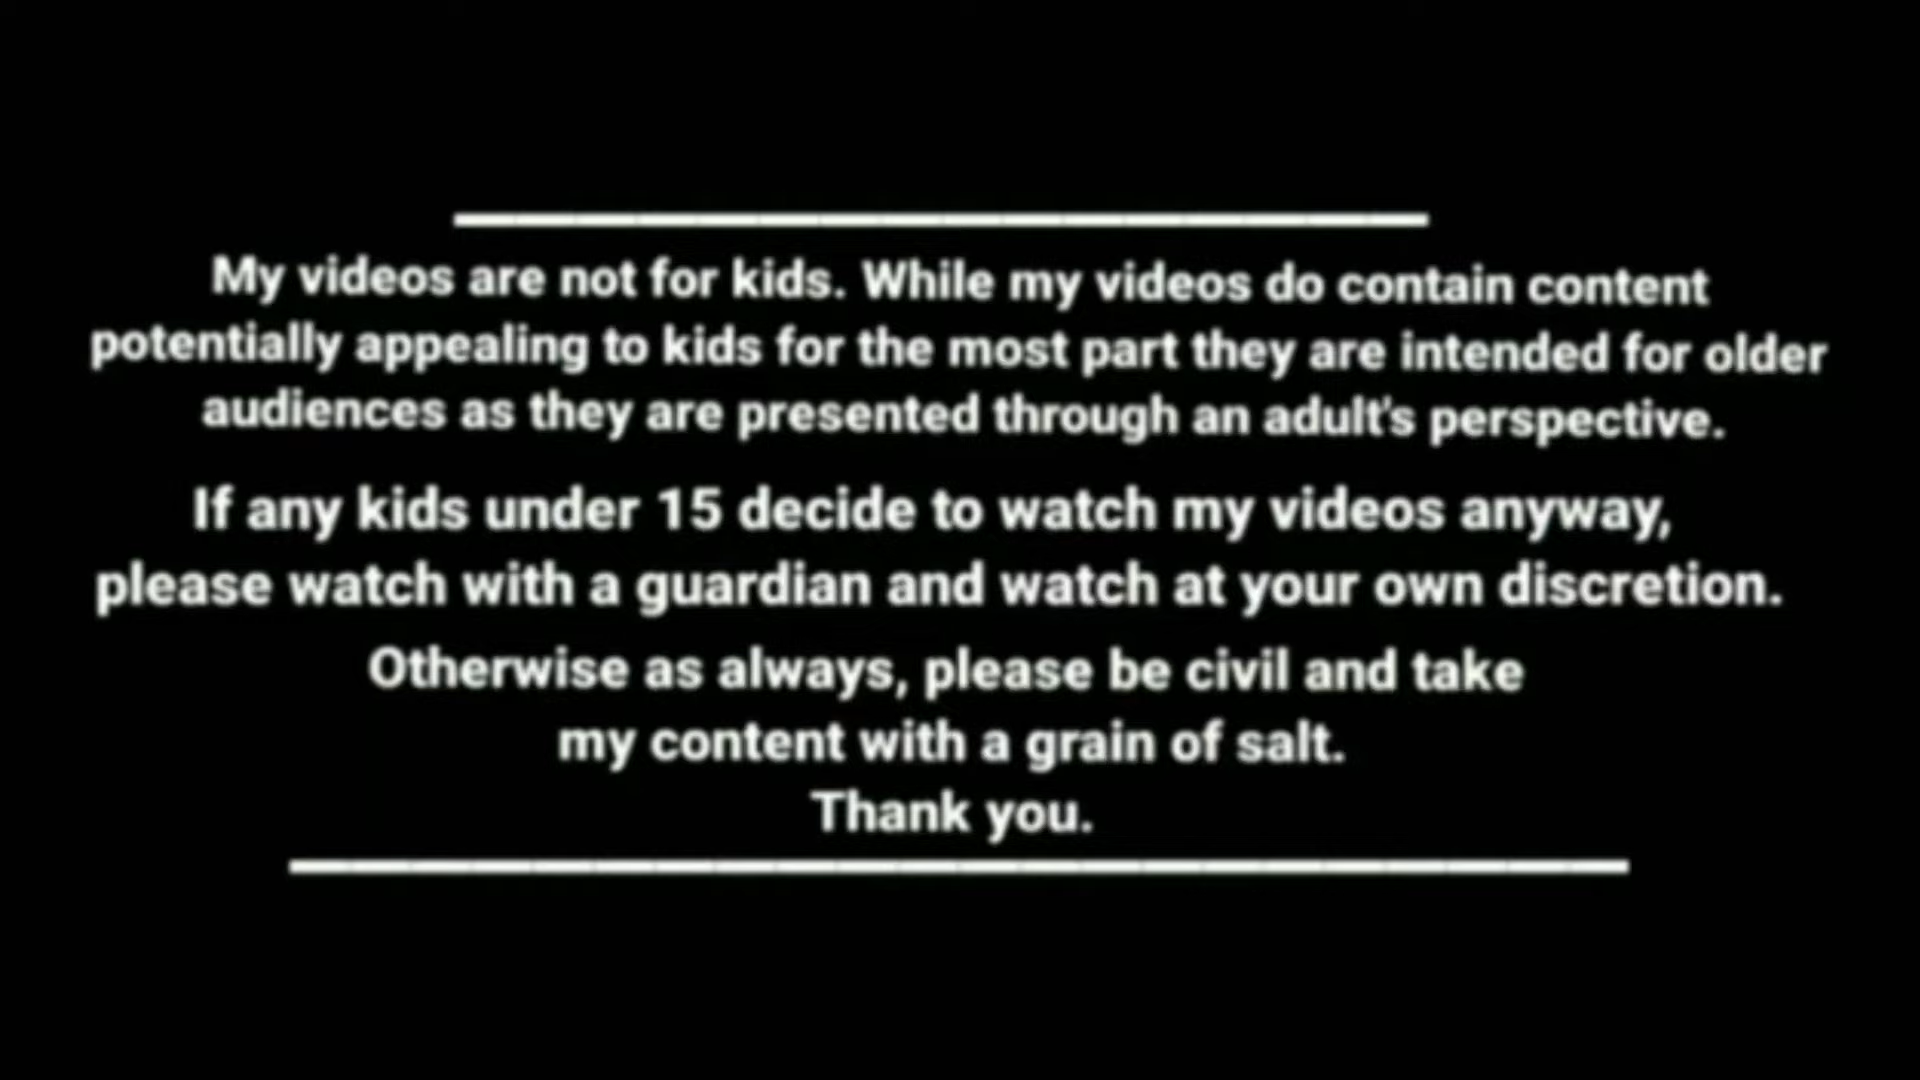 My videos are not for kids. While my videos do contain content
potentially appealing to kids for the most part they are intended for older
audiences as they are presented through an adult's perspective.
If any kids under 15 decide to watch my videos anyway,
please watch with a guardian and watch at your own discretion.
Otherwise as always, please be civil and take
my content with a grain of salt.
Thank you.